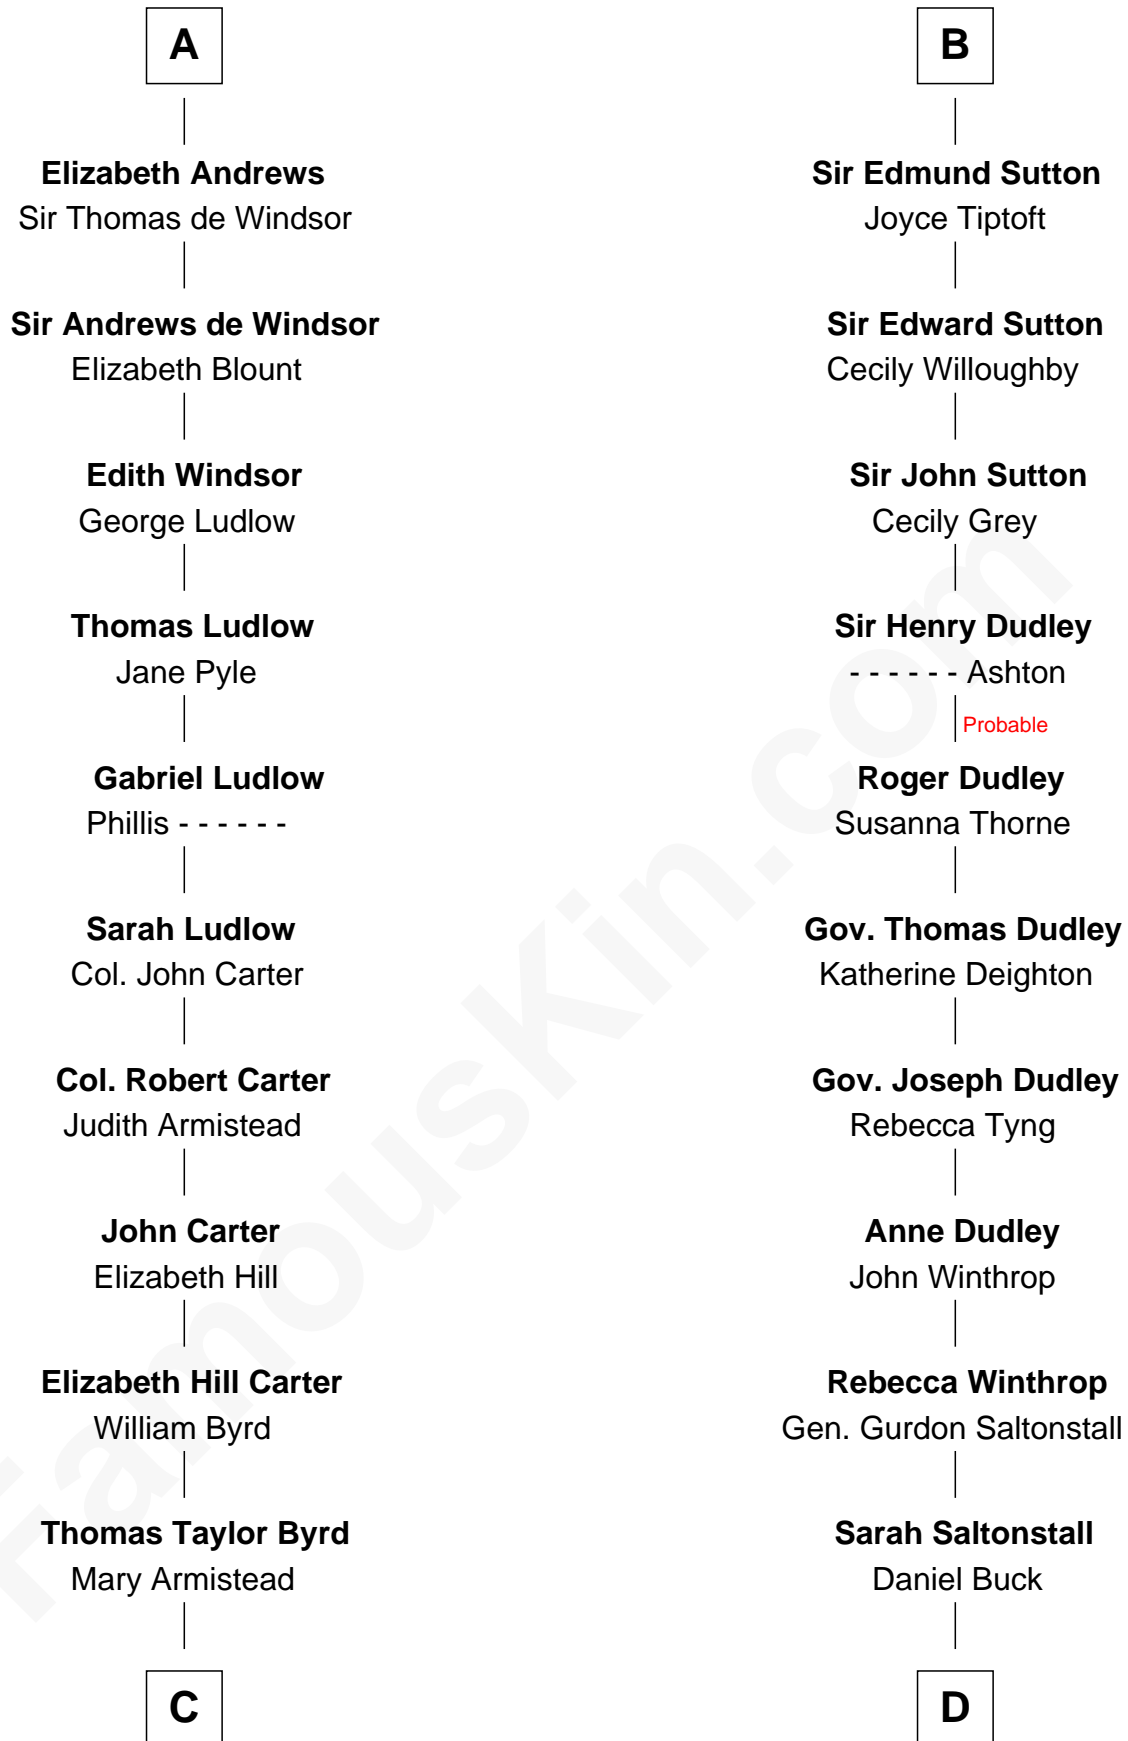 A
Elizabeth Andrews
Sir Thomas de Windsor
Sir Andrews de Windsor
Elizabeth Blount
Edith Windsor
George Ludlow
Thomas Ludlow
Jane Pyle
Gabriel Ludlow
Phillis - - - - - -
Sarah Ludlow
Col. John Carter
Col. Robert Carter
Judith Armistead
John Carter
Elizabeth Hill
Elizabeth Hill Carter
William Byrd
Thomas Taylor Byrd
Mary Armistead
C
B
Sir Edmund Sutton
Joyce Tiptoft
Sir Edward Sutton
Cecily Willoughby
Sir John Sutton
Cecily Grey
Sir Henry Dudley
- - - - - - Ashton
Probable
Roger Dudley
Susanna Thorne
Gov. Thomas Dudley
Katherine Deighton
Gov. Joseph Dudley
Rebecca Tyng
Anne Dudley
John Winthrop
Rebecca Winthrop
Gen. Gurdon Saltonstall
Sarah Saltonstall
Daniel Buck
D
FamousKin.com